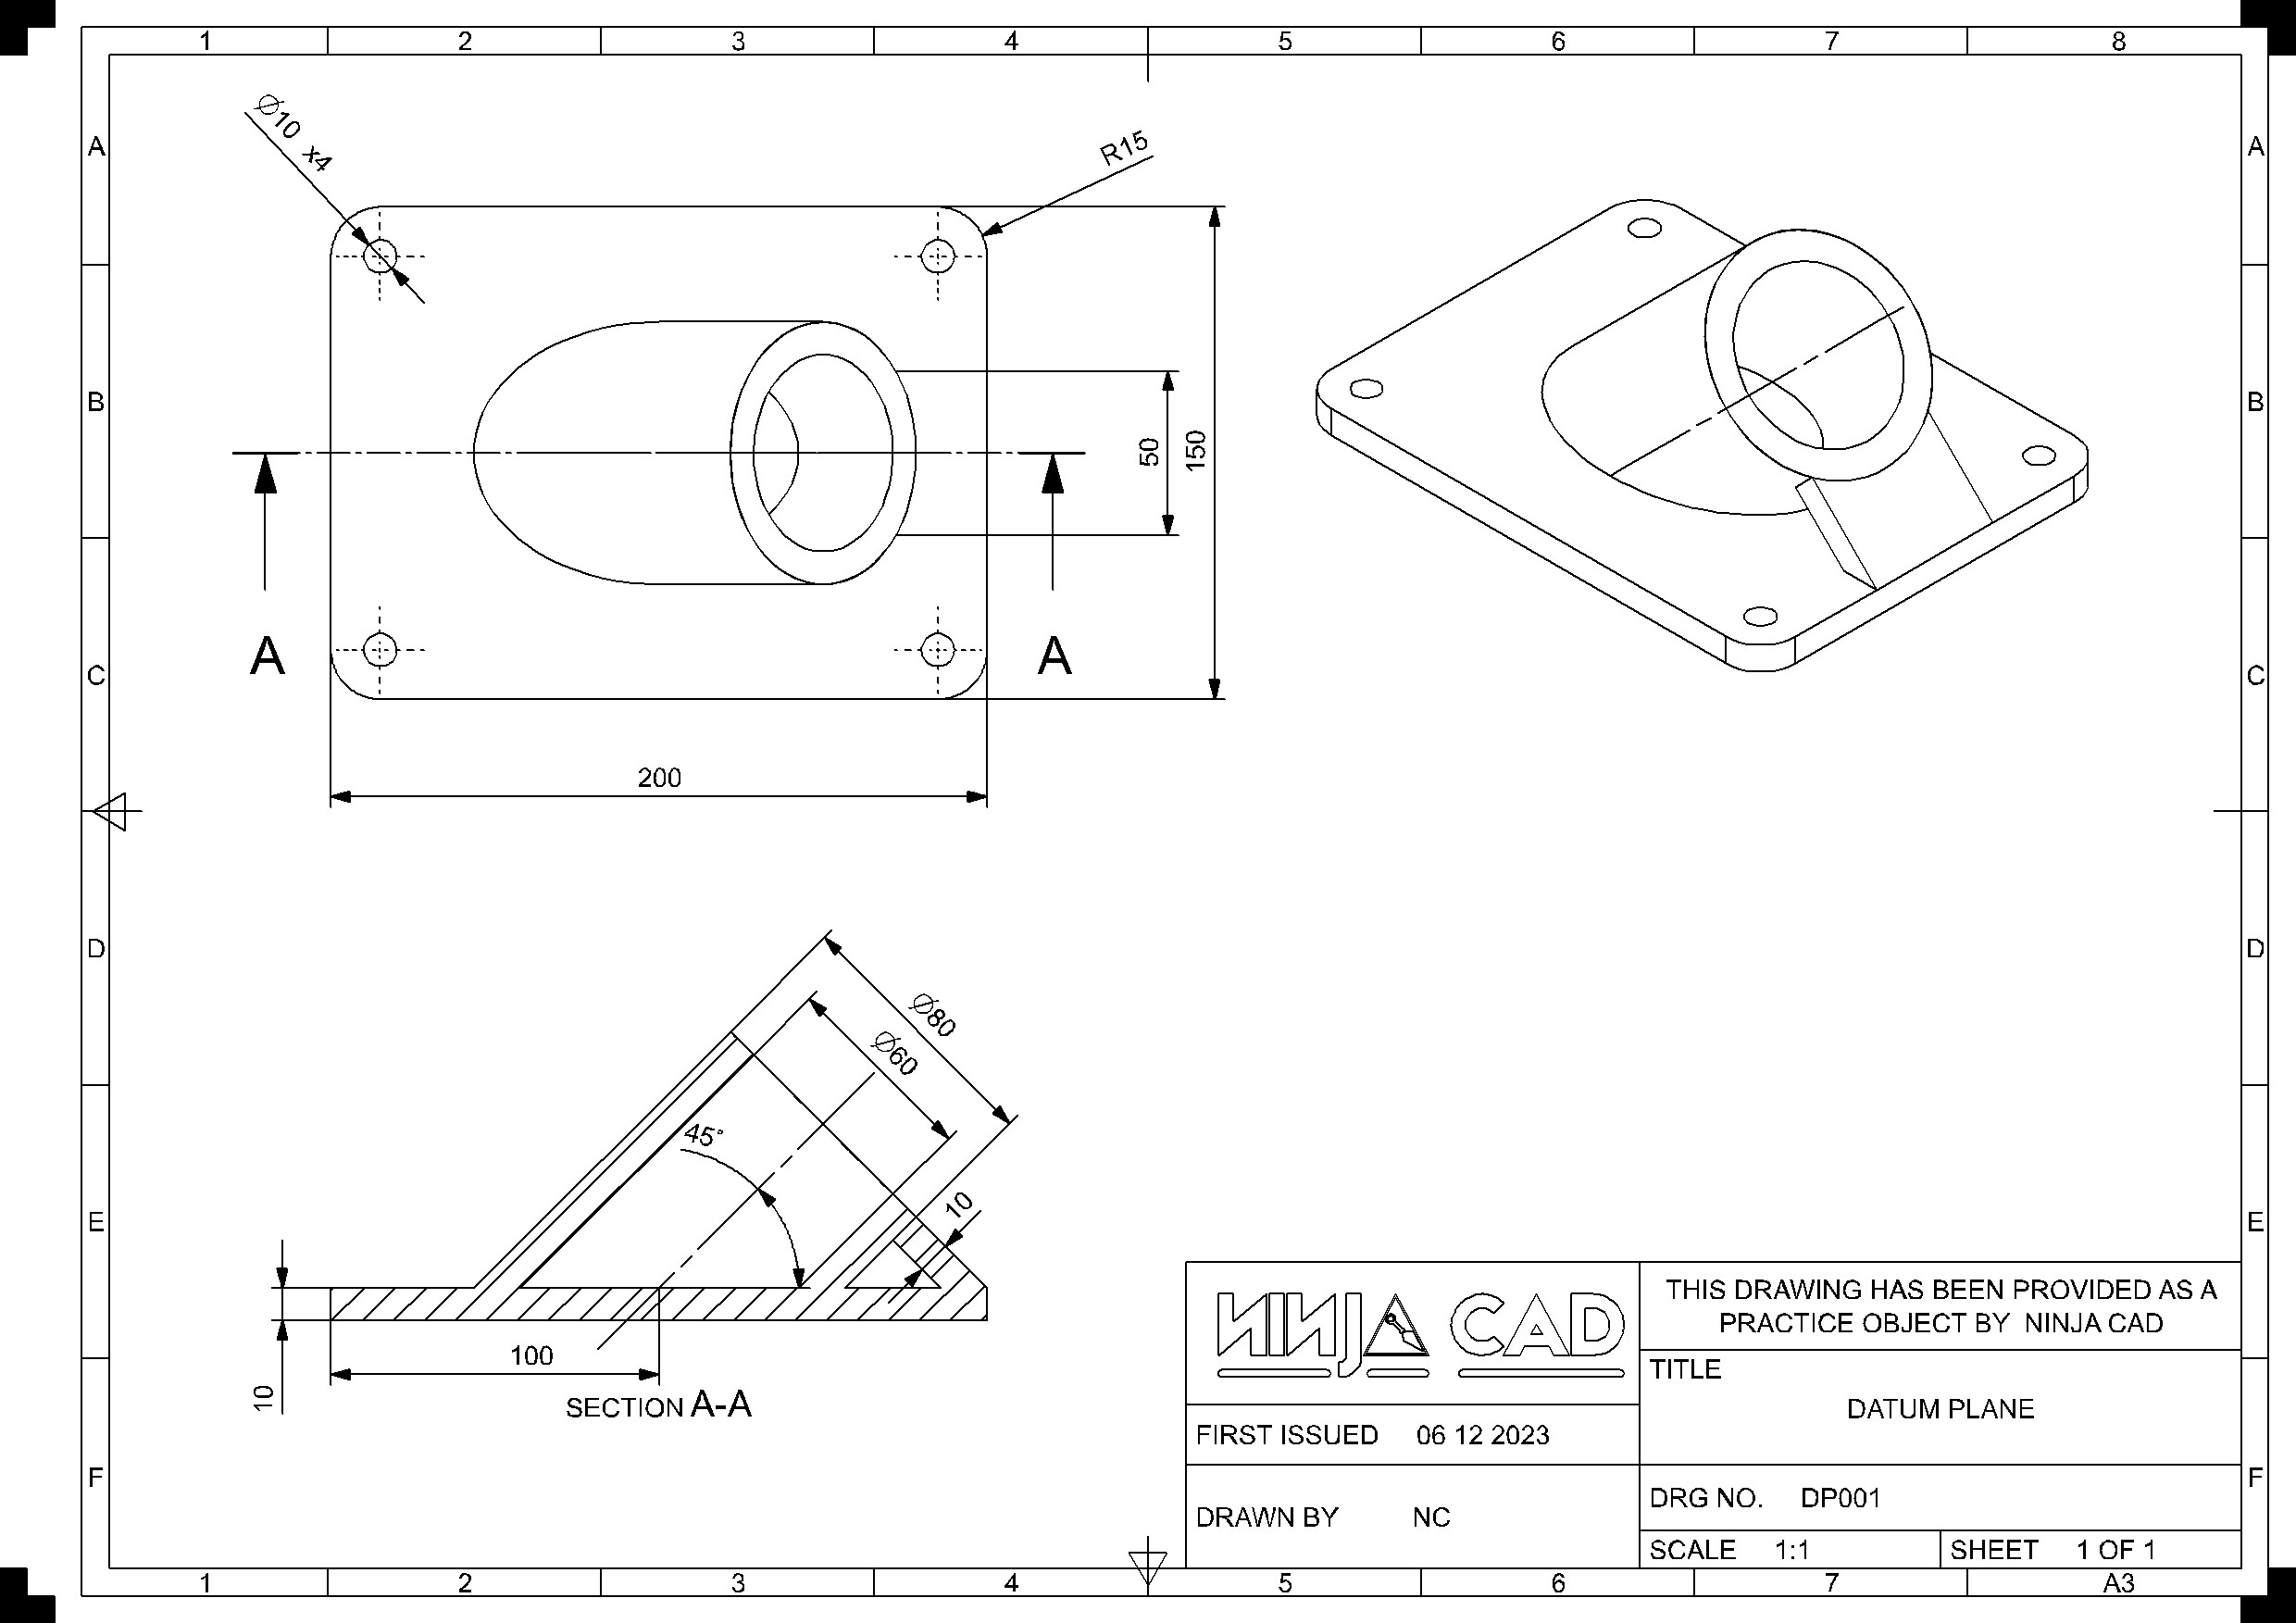 1 2 3 4 5 6 7 8
A A
B B
C C
D D
E E
F F
∅10 x4
R15
50
150
A A
200
∅80
∅60
45°
10
10
100
SECTION A-A
NINJA CAD
THIS DRAWING HAS BEEN PROVIDED AS A
PRACTICE OBJECT BY NINJA CAD
TITLE
DATUM PLANE
FIRST ISSUED 06 12 2023
DRAWN BY NC
DRG NO. DP001
SCALE 1:1 SHEET 1 OF 1
1 2 3 4 5 6 7 A3